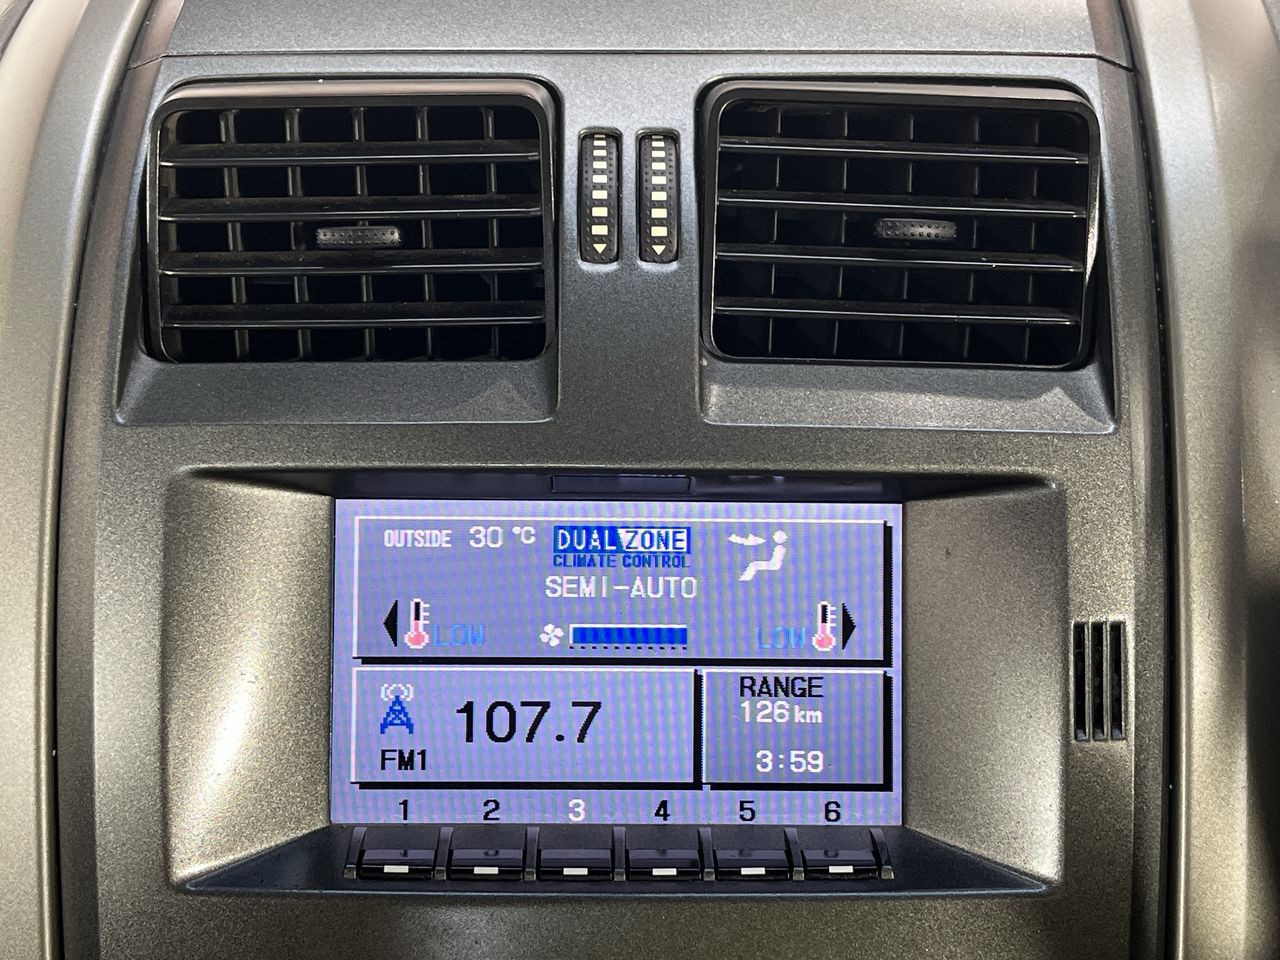 OUTSIDE 30 °C DUAL ZONE
CLIMATE CONTROL
SEMI-AUTO
LOW LOW
107.7
FM1
RANGE
126 km
3:59
1 2 3 4 5 6